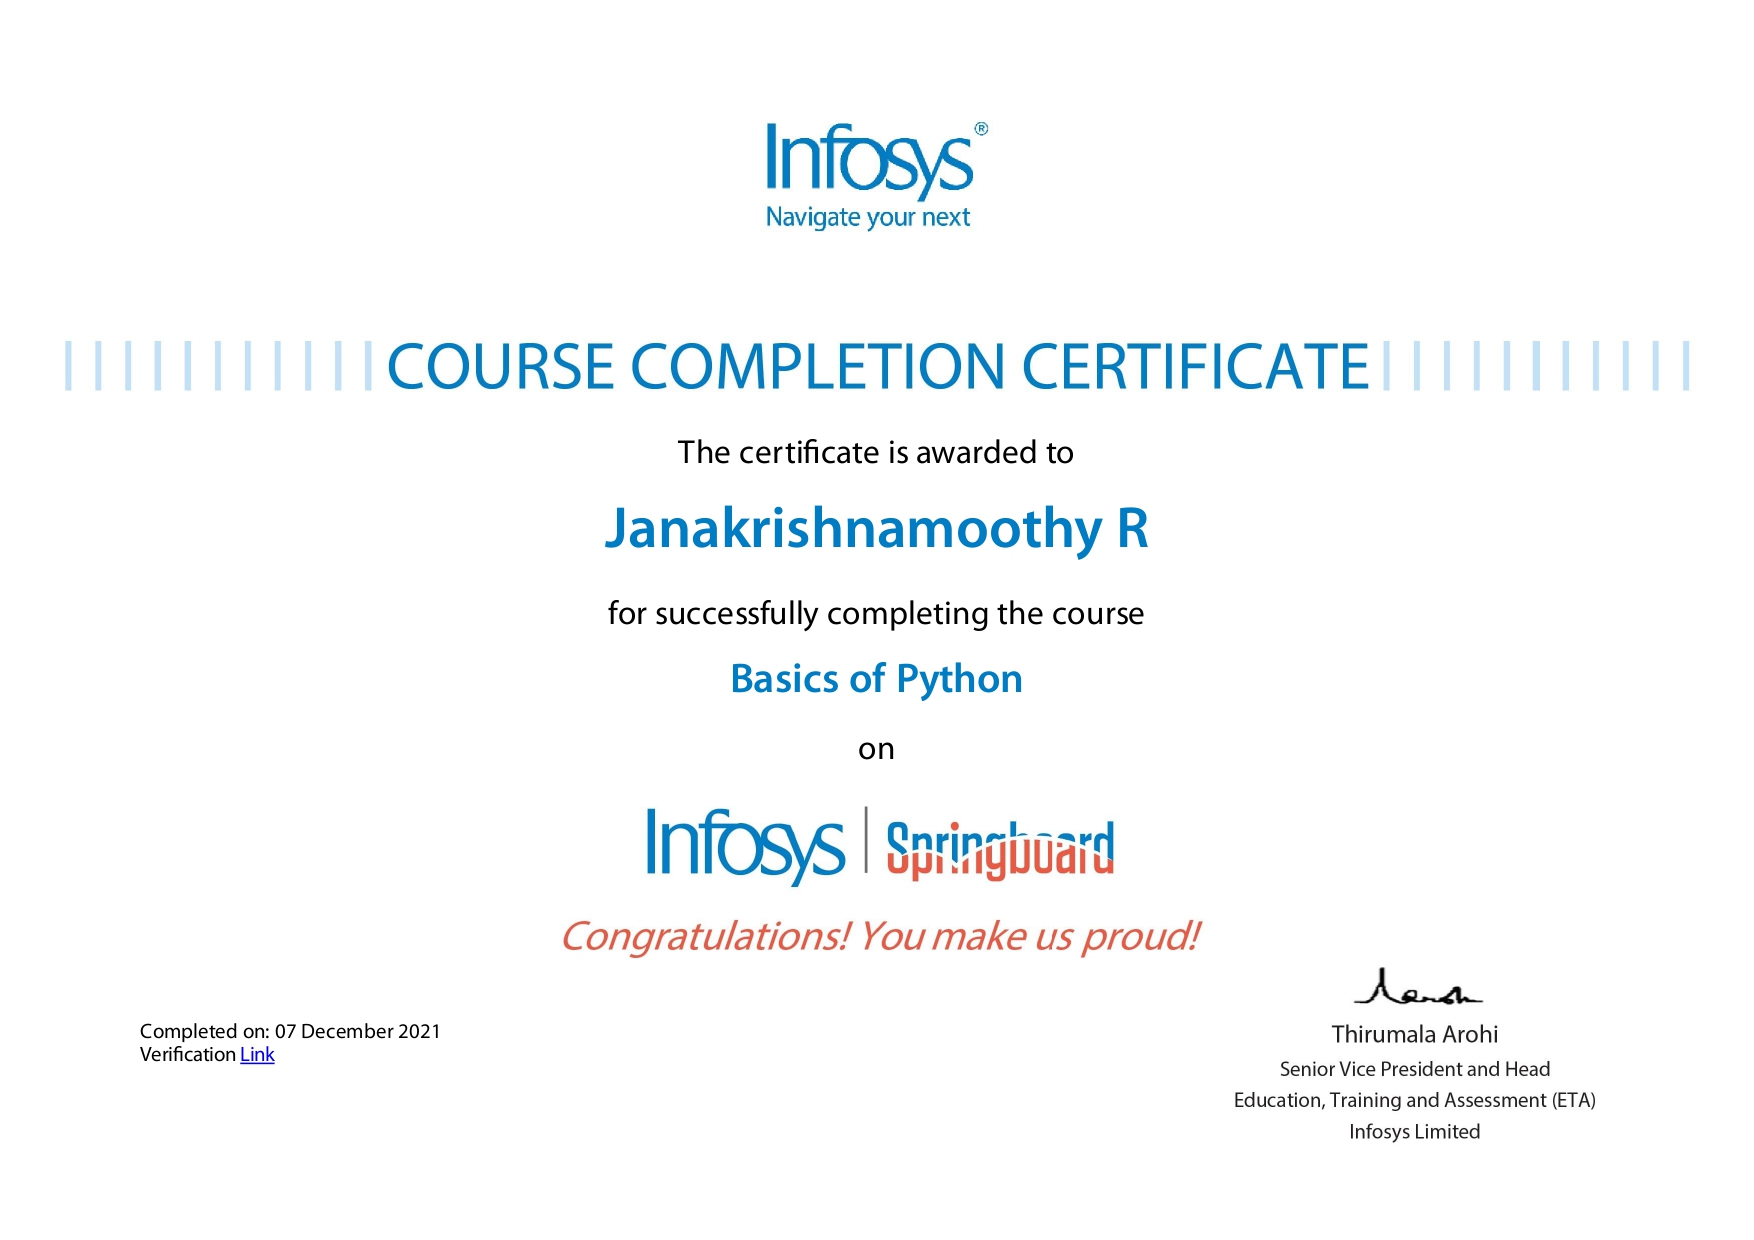 Infosys®
Navigate your next
COURSE COMPLETION CERTIFICATE
The certificate is awarded to
Janakrishnamoothy R
for successfully completing the course
Basics of Python
on
Infosys | Springboard
Congratulations! You make us proud!
Completed on: 07 December 2021
Verification Link
Thirumala Arohi
Senior Vice President and Head
Education, Training and Assessment (ETA)
Infosys Limited